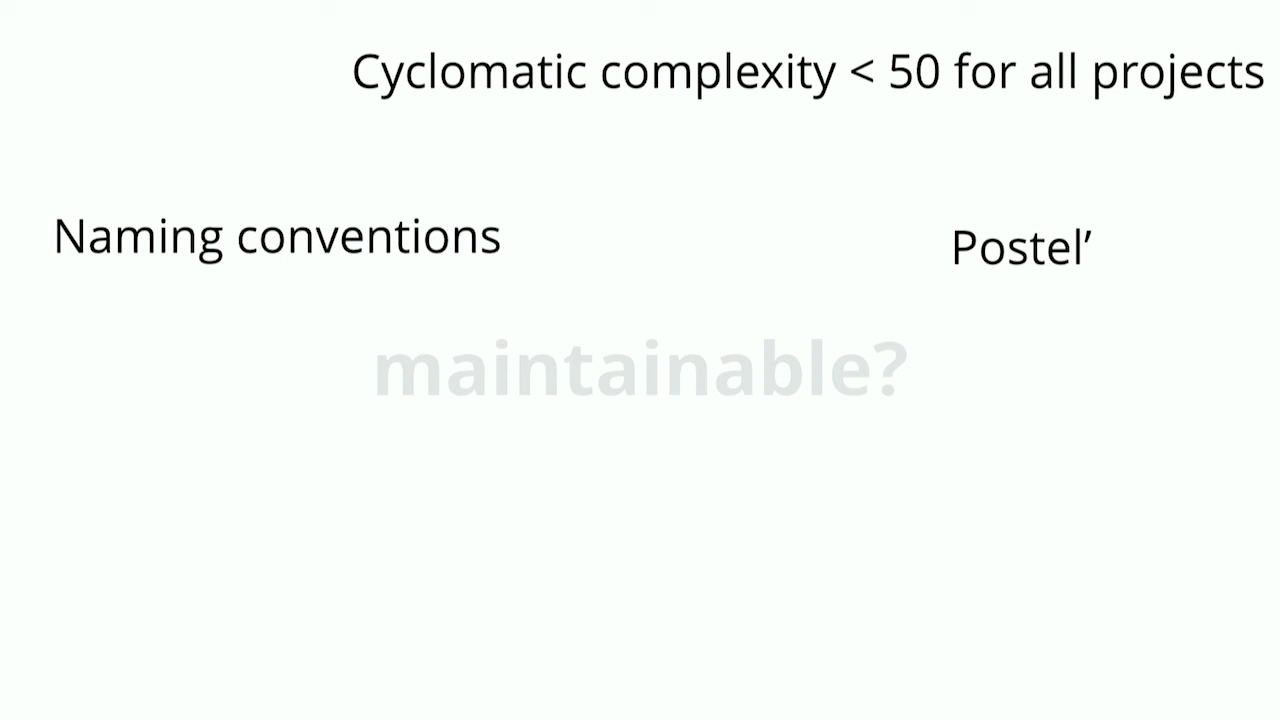 Cyclomatic complexity < 50 for all projects
Naming conventions
Postel’
maintainable?